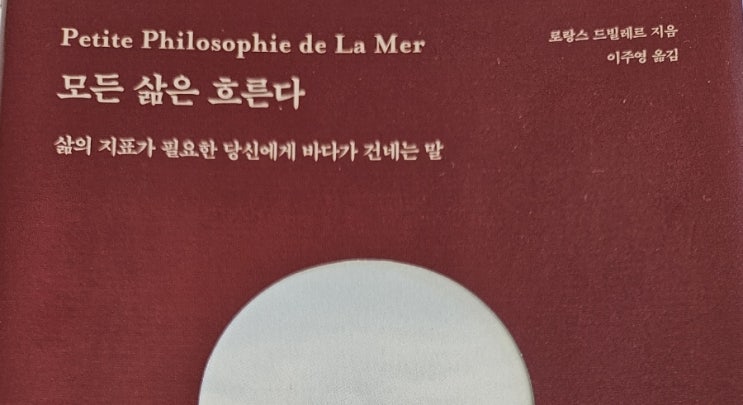 Petite Philosophie de La Mer
모든 삶은 흐른다
삶의 지표가 필요한 당신에게 바다가 건네는 말
로랑스 드빌레르 지음
이주영 옮김